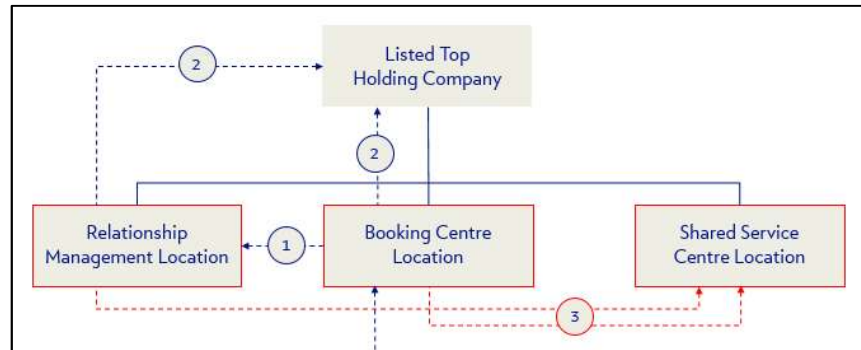 2
Listed Top
Holding Company
2
Relationship
Management Location
1
Booking Centre
Location
Shared Service
Centre Location
3